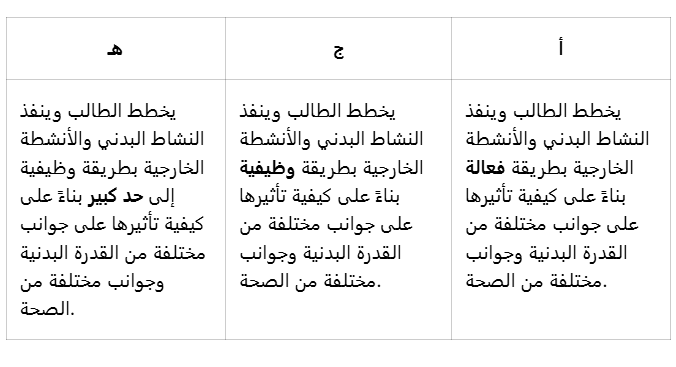 أ
ج
هـ
يخطط الطالب وينفذ
النشاط البدني والأنشطة
الخارجية بطريقة فعالة
بناءً على كيفية تأثيرها
على جوانب مختلفة من
القدرة البدنية وجوانب
مختلفة من الصحة.
يخطط الطالب وينفذ
النشاط البدني والأنشطة
الخارجية بطريقة وظيفية
بناءً على كيفية تأثيرها
على جوانب مختلفة من
القدرة البدنية وجوانب
مختلفة من الصحة.
يخطط الطالب وينفذ
النشاط البدني والأنشطة
الخارجية بطريقة وظيفية
إلى حد كبير بناءً على
كيفية تأثيرها على جوانب
مختلفة من القدرة البدنية
وجوانب مختلفة من
الصحة.